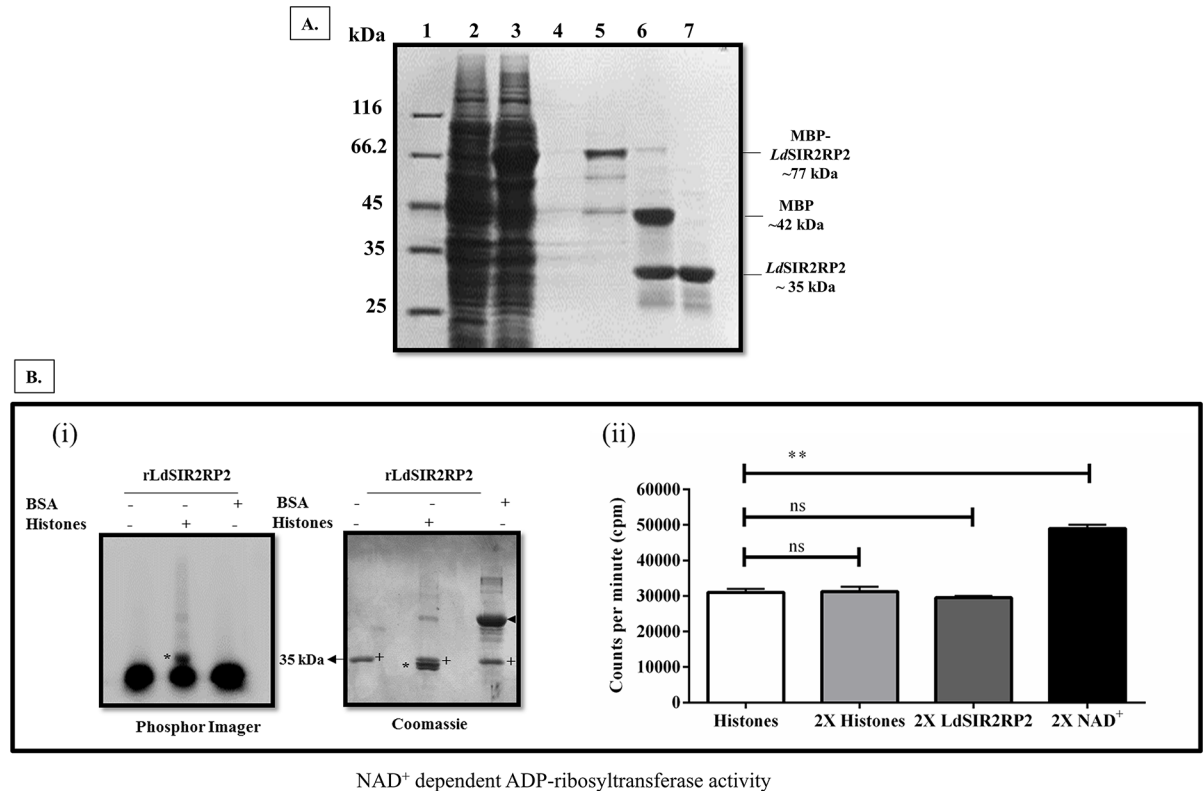 A.
kDa 1 2 3 4 5 6 7
116
66.2
45
35
25
MBP-
LdSIR2RP2
~77 kDa
MBP
~42 kDa
LdSIR2RP2
~ 35 kDa
B.
(i)
rLdSIR2RP2
BSA - - +
Histones - + -
*
Phosphor Imager
rLdSIR2RP2
BSA - - +
Histones - + -
35 kDa + + +
*
Coomassie
(ii)
**
ns
ns
Counts per minute (cpm)
60000
50000
40000
30000
20000
10000
0
Histones 2X Histones 2X LdSIR2RP2 2X NAD+
NAD+ dependent ADP-ribosyltransferase activity